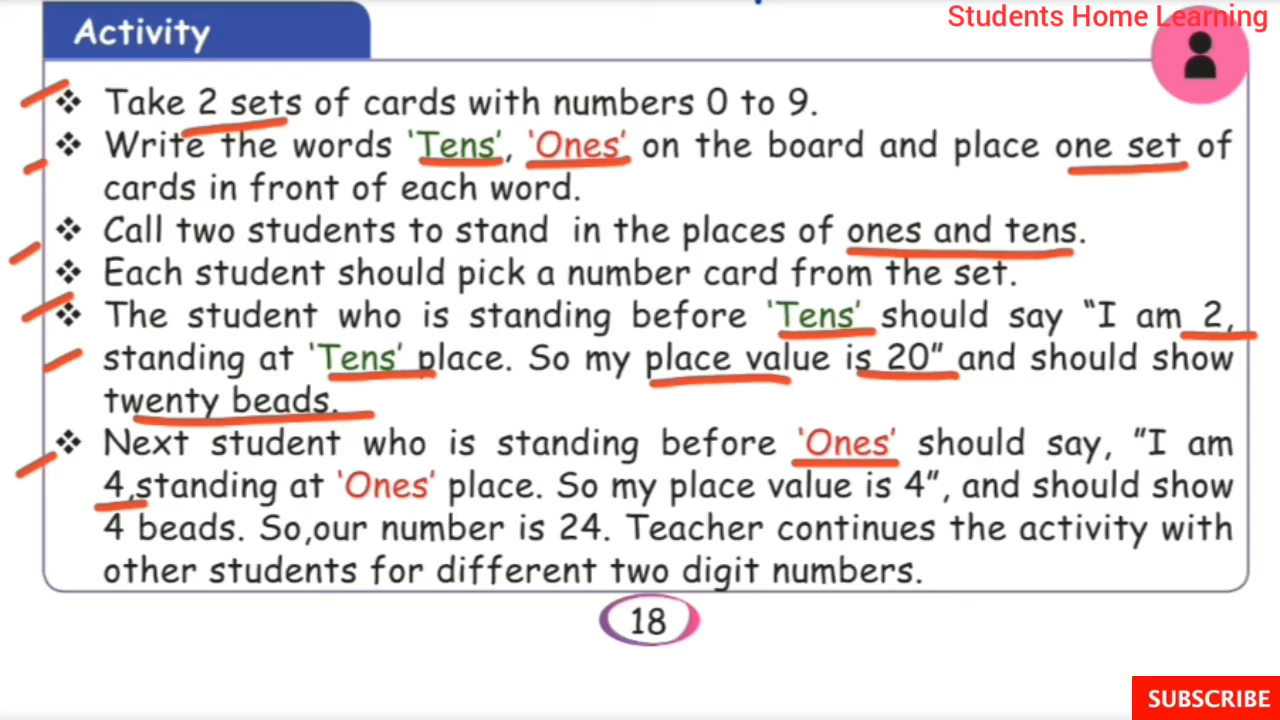 Students Home Learning
Activity
❖ Take 2 sets of cards with numbers 0 to 9.
❖ Write the words 'Tens', 'Ones' on the board and place one set of
cards in front of each word.
❖ Call two students to stand in the places of ones and tens.
❖ Each student should pick a number card from the set.
❖ The student who is standing before 'Tens' should say "I am 2,
standing at 'Tens' place. So my place value is 20" and should show
twenty beads.
❖ Next student who is standing before 'Ones' should say, "I am
4,standing at 'Ones' place. So my place value is 4", and should show
4 beads. So,our number is 24. Teacher continues the activity with
other students for different two digit numbers.
18
SUBSCRIBE